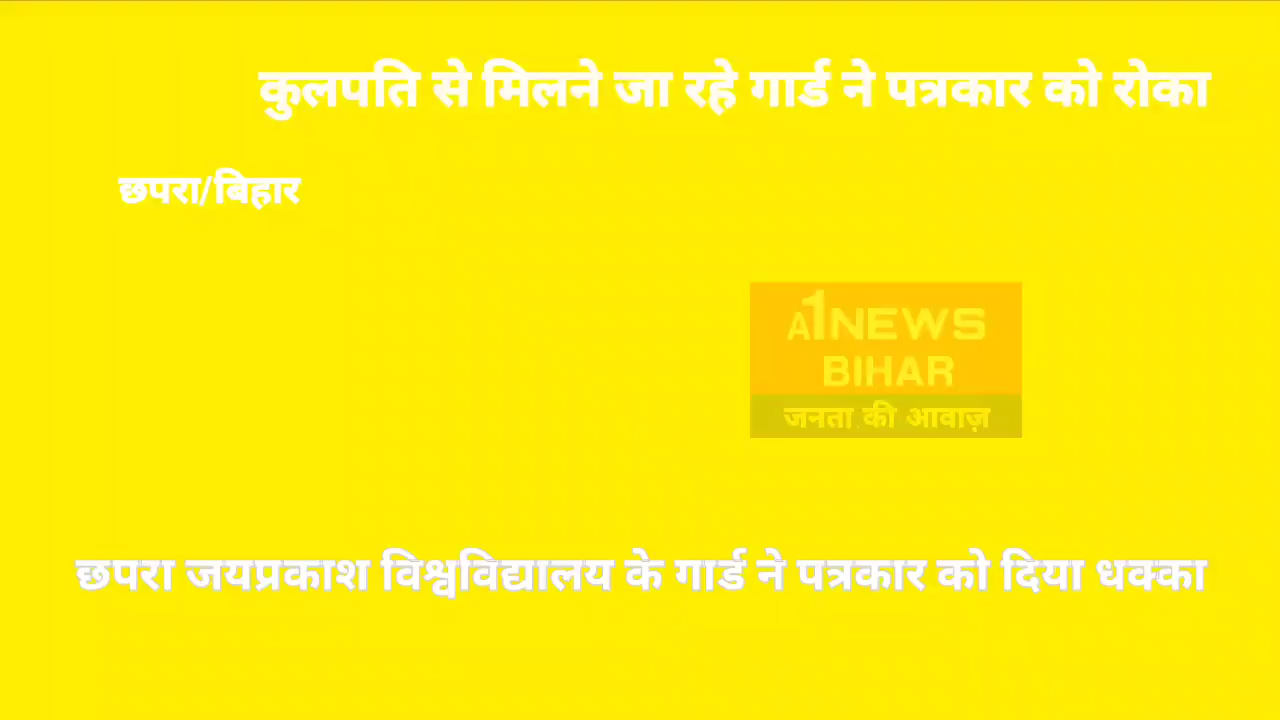 कुलपति से मिलने जा रहे गार्ड ने पत्रकार को रोका
छपरा/बिहार
A1NEWS
BIHAR
जनता की आवाज़
छपरा जयप्रकाश विश्वविद्यालय के गार्ड ने पत्रकार को दिया धक्का